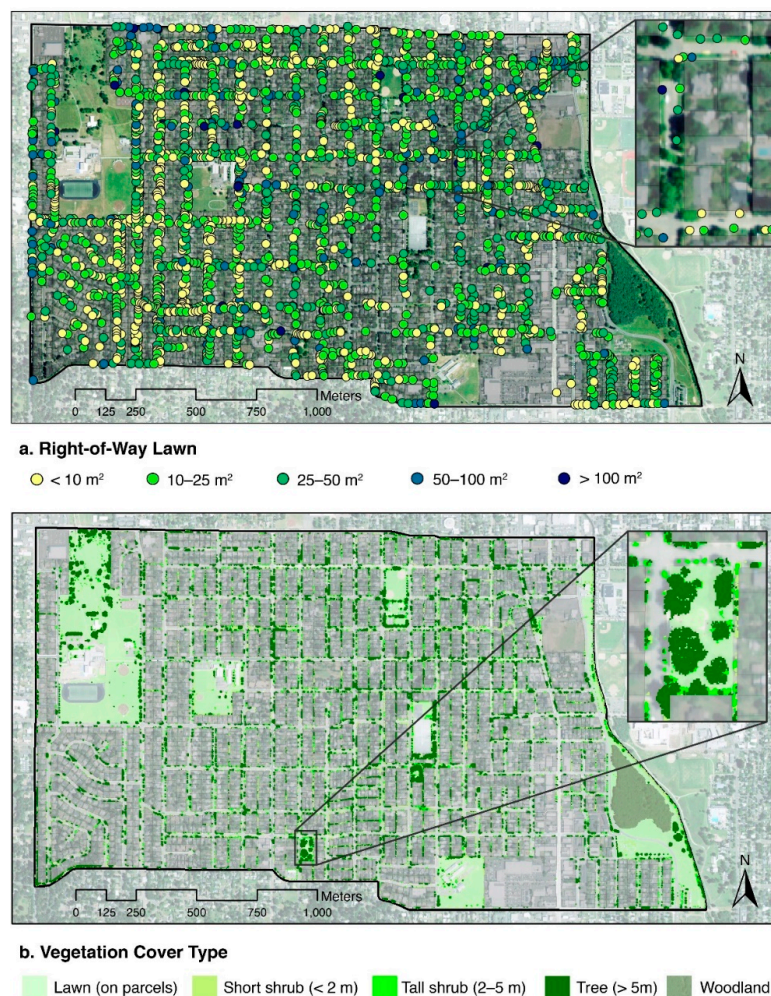 N
Meters
0 125 250 500 750 1,000
a. Right-of-Way Lawn
< 10 m² 10–25 m² 25–50 m² 50–100 m² > 100 m²
N
Meters
0 125 250 500 750 1,000
b. Vegetation Cover Type
Lawn (on parcels) Short shrub (< 2 m) Tall shrub (2–5 m) Tree (> 5m) Woodland